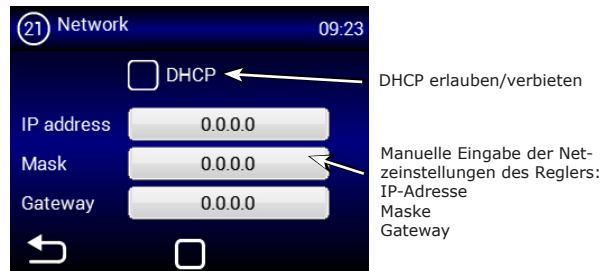 21 Network 09:23
DHCP
DHCP erlauben/verbieten
IP address 0.0.0.0
Mask 0.0.0.0
Gateway 0.0.0.0
Manuelle Eingabe der Net-
zeinstellungen des Reglers:
IP-Adresse
Maske
Gateway